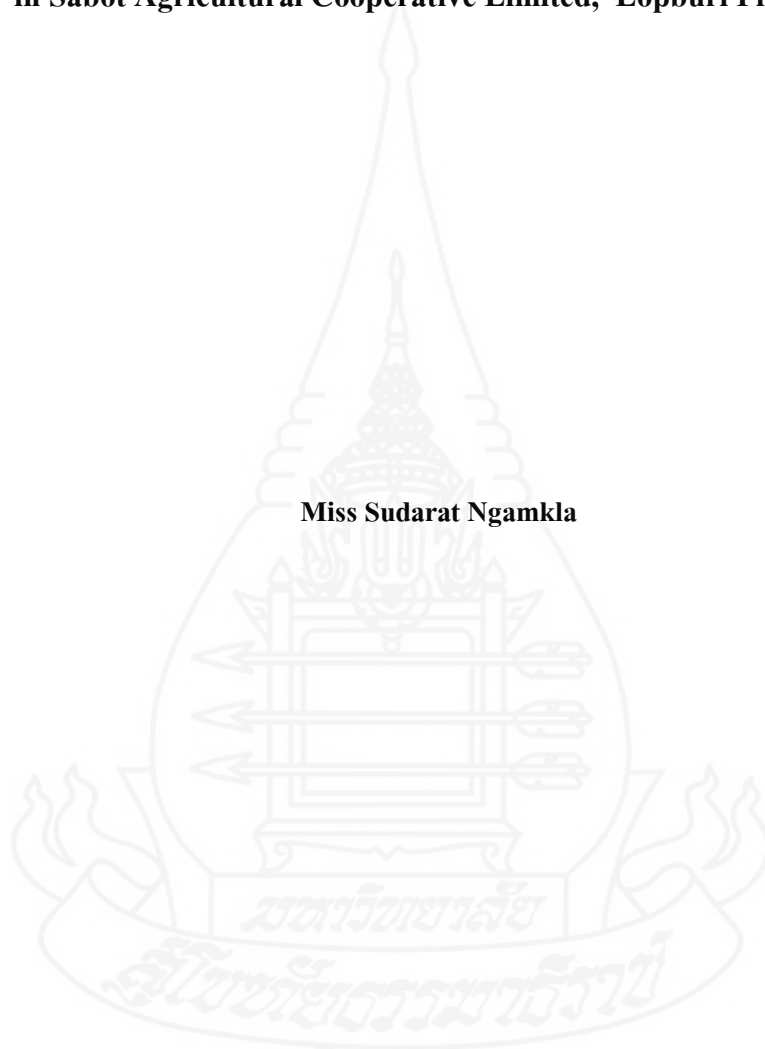 in Sabot Agricultural Cooperative Limited, Lopburi
Miss Sudarat Ngamkla
มหาวิทยาลัย
สุโขทัยธรรมาธิราช